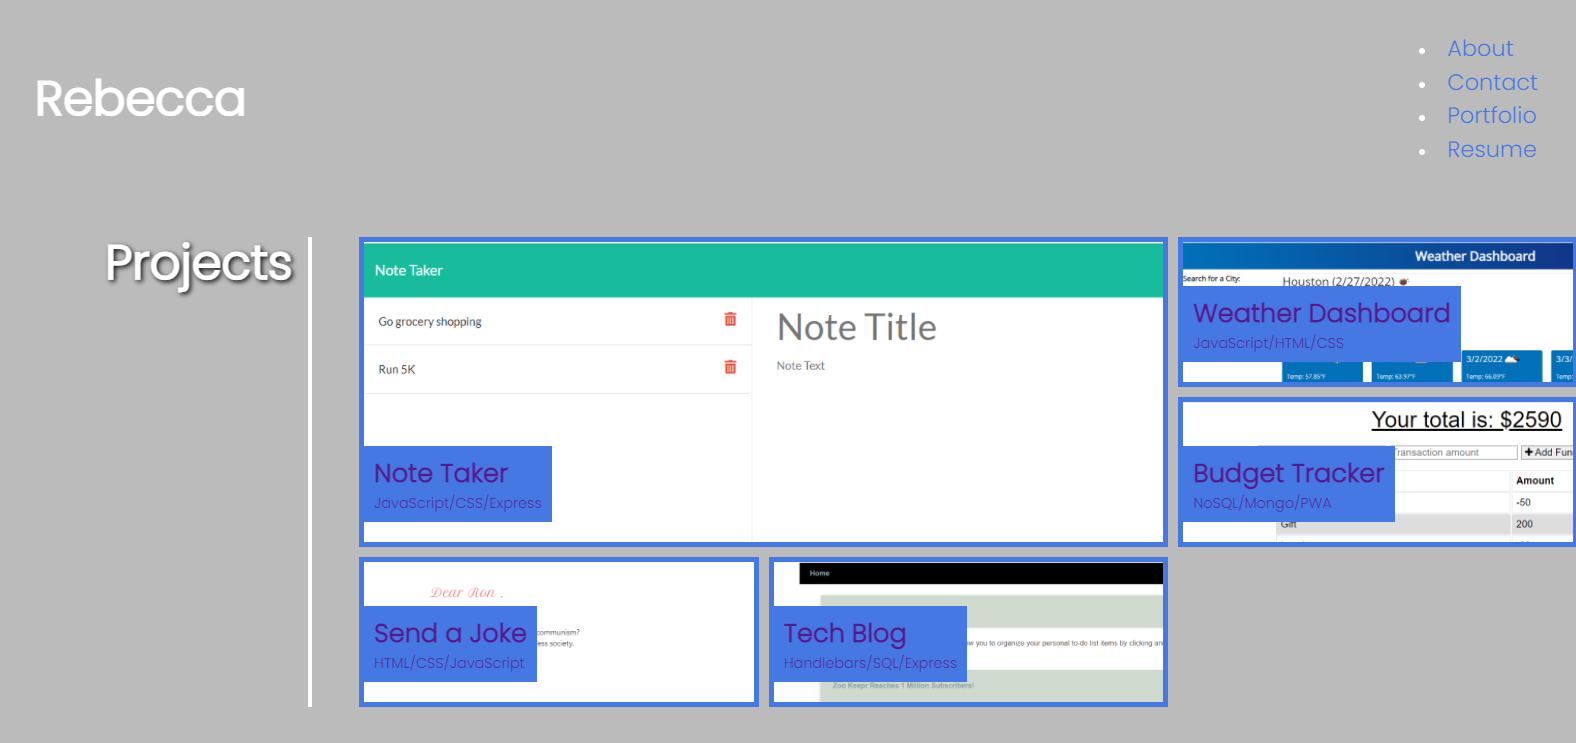 Rebecca
About
Contact
Portfolio
Resume
Projects
Note Taker
Go grocery shopping
Run 5K
Note Title
Note Text
Note Taker
JavaScript/CSS/Express
Weather Dashboard
Search for a City:
Houston (2/27/2022)
Weather Dashboard
JavaScript/HTML/CSS
3/2/2022
3/3/
Temp: 57.85°F
Temp: 63.97°F
Temp: 66.09°F
Temp:
Your total is: $2590
Transaction amount
Add Fun
Amount
Budget Tracker
-50
NoSQL/Mongo/PWA
Gift
200
Dear Ron ,
communism?
Send a Joke
ess society.
HTML/CSS/JavaScript
Home
Tech Blog
ow you to organize your personal to-do list items by clicking an
Handlebars/SQL/Express
Zoo Keepr Reaches 1 Million Subscribers!